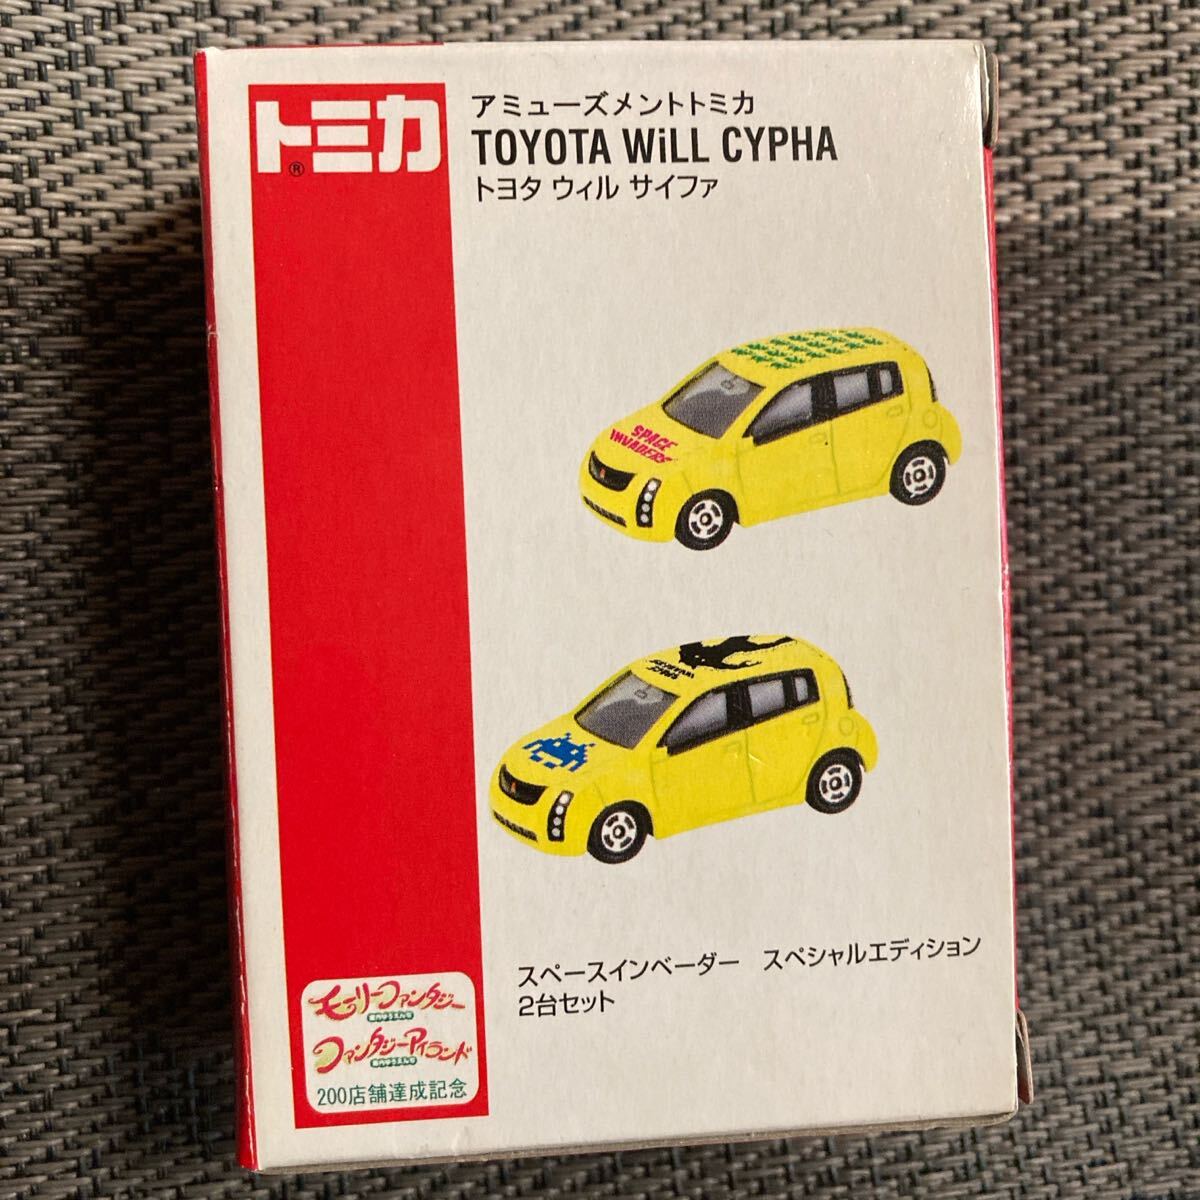 トミカ
®
アミューズメントトミカ
TOYOTA WiLL CYPHA
トヨタ ウィル サイファ
SPACE
INVADERS
スペースインベーダー　スペシャルエディション
2台セット
モーリーファンタジー
ファンタジーアイランド
200店舗達成記念